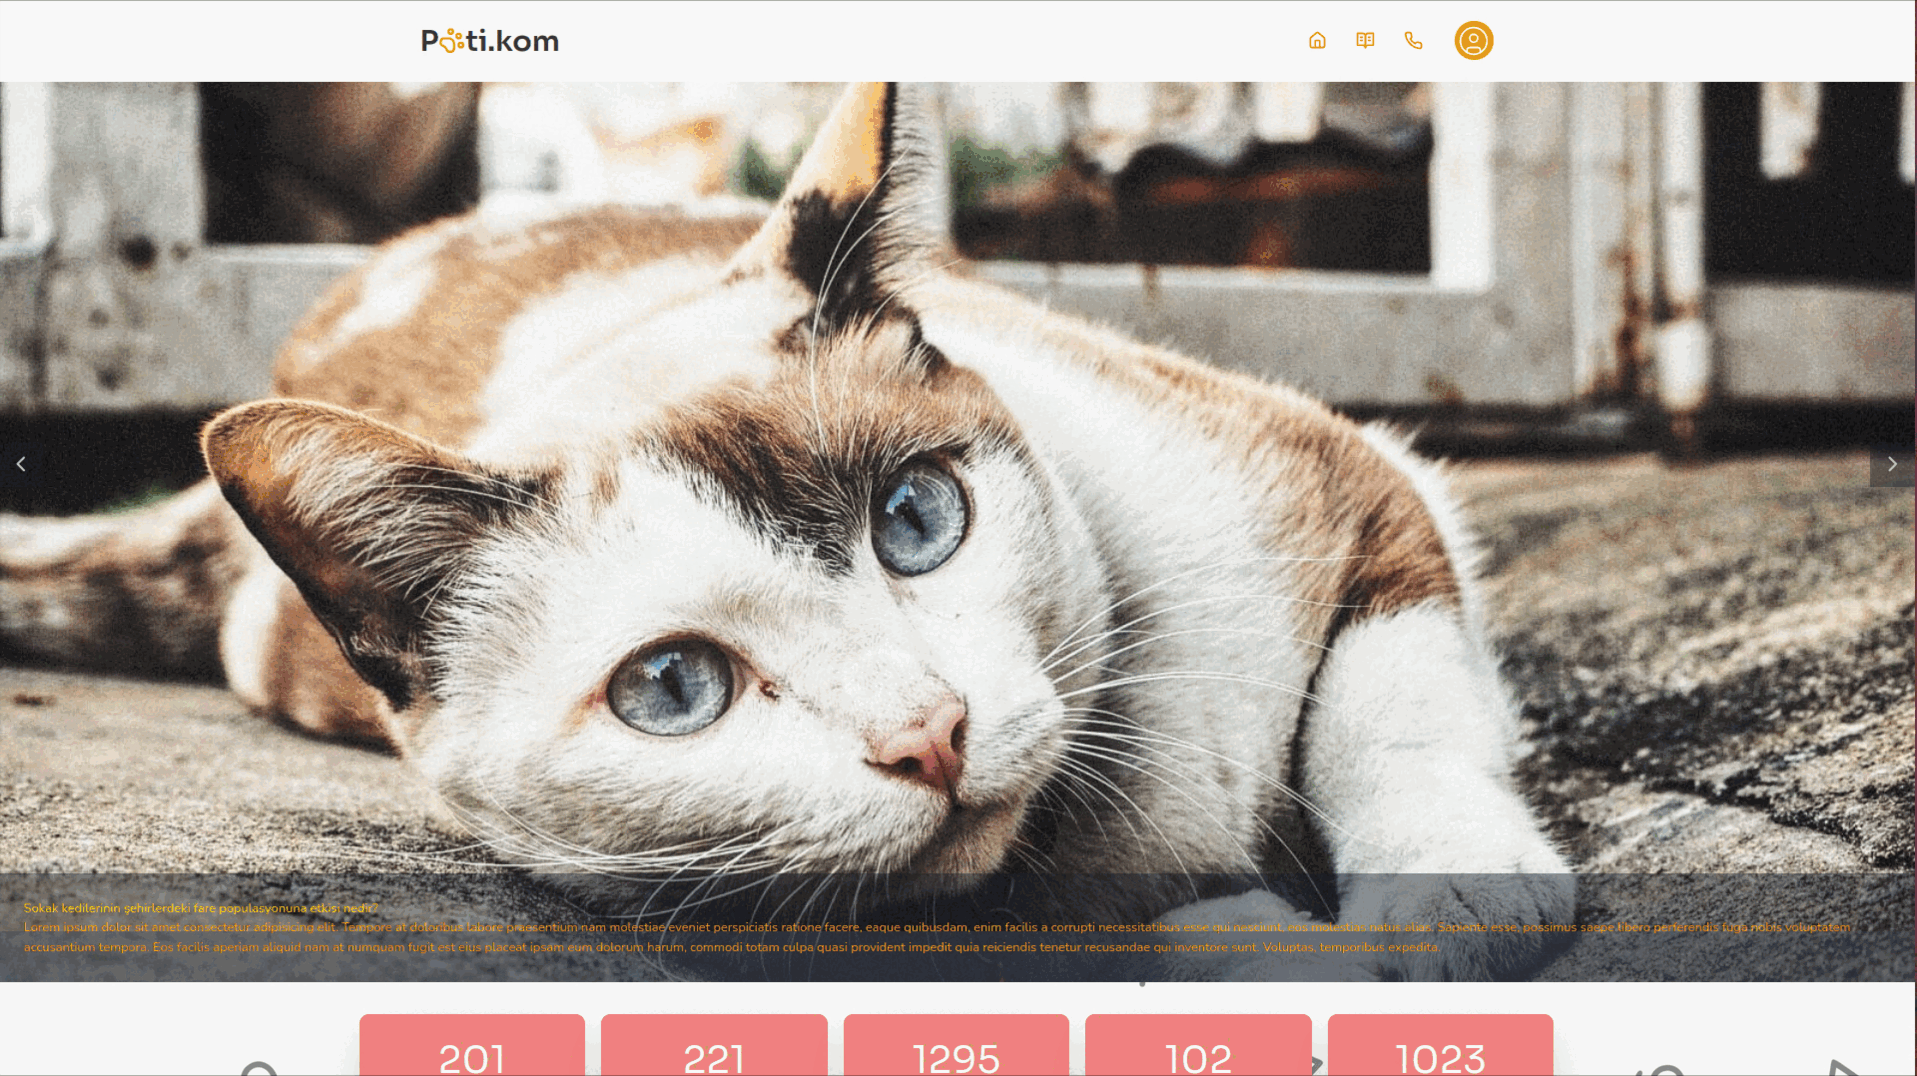 Pati.kom
Sokak kedilerinin şehirlerdeki fare populasyonuna etkisi nedir?
Lorem ipsum dolor sit amet consectetur adipisicing elit. Tempore at doloribus labore praesentium nam molestiae eveniet perspiciatis ratione facere, eaque quibusdam, enim facilis a corrupti necessitatibus esse qui nesciunt, eos molestias natus alias. Sapiente esse, possimus saepe libero perferendis fuga nobis voluptatem
accusantium tempora. Eos facilis aperiam aliquid nam at numquam fugit est eius placeat ipsam eum dolorum harum, commodi totam culpa quasi provident impedit quia reiciendis tenetur recusandae qui inventore sunt. Voluptas, temporibus expedita.
201
221
1295
102
1023